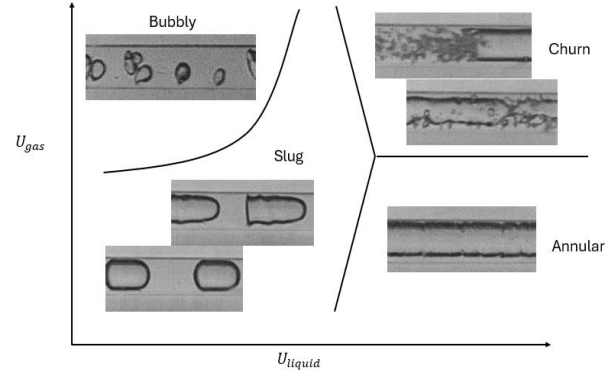 Bubbly
Churn
U_gas
Slug
Annular
U_liquid